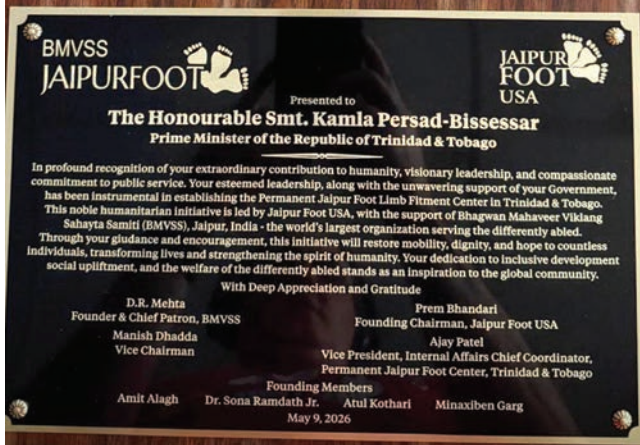 BMVSS
JAIPURFOOT
JAIPUR
FOOT
USA
Presented to
The Honourable Smt. Kamla Persad-Bissessar
Prime Minister of the Republic of Trinidad & Tobago
In profound recognition of your extraordinary contribution to humanity, visionary leadership, and compassionate
commitment to public service. Your esteemed leadership, along with the unwavering support of your Government,
has been instrumental in establishing the Permanent Jaipur Foot Limb Fitment Center in Trinidad & Tobago.
This noble humanitarian initiative is led by Jaipur Foot USA, with the support of Bhagwan Mahaveer Viklang
Sahayta Samiti (BMVSS), Jaipur, India - the world's largest organization serving the differently abled.
Through your giudance and encouragement, this initiative will restore mobility, dignity, and hope to countless
individuals, transforming lives and strengthening the spirit of humanity. Your dedication to inclusive development
social upliftment, and the welfare of the differently abled stands as an inspiration to the global community.
With Deep Appreciation and Gratitude
D.R. Mehta
Founder & Chief Patron, BMVSS
Manish Dhadda
Vice Chairman
Prem Bhandari
Founding Chairman, Jaipur Foot USA
Ajay Patel
Vice President, Internal Affairs Chief Coordinator,
Permanent Jaipur Foot Center, Trinidad & Tobago
Founding Members
Amit Alagh Dr. Sona Ramdath Jr. Atul Kothari Minaxiben Garg
May 9, 2026